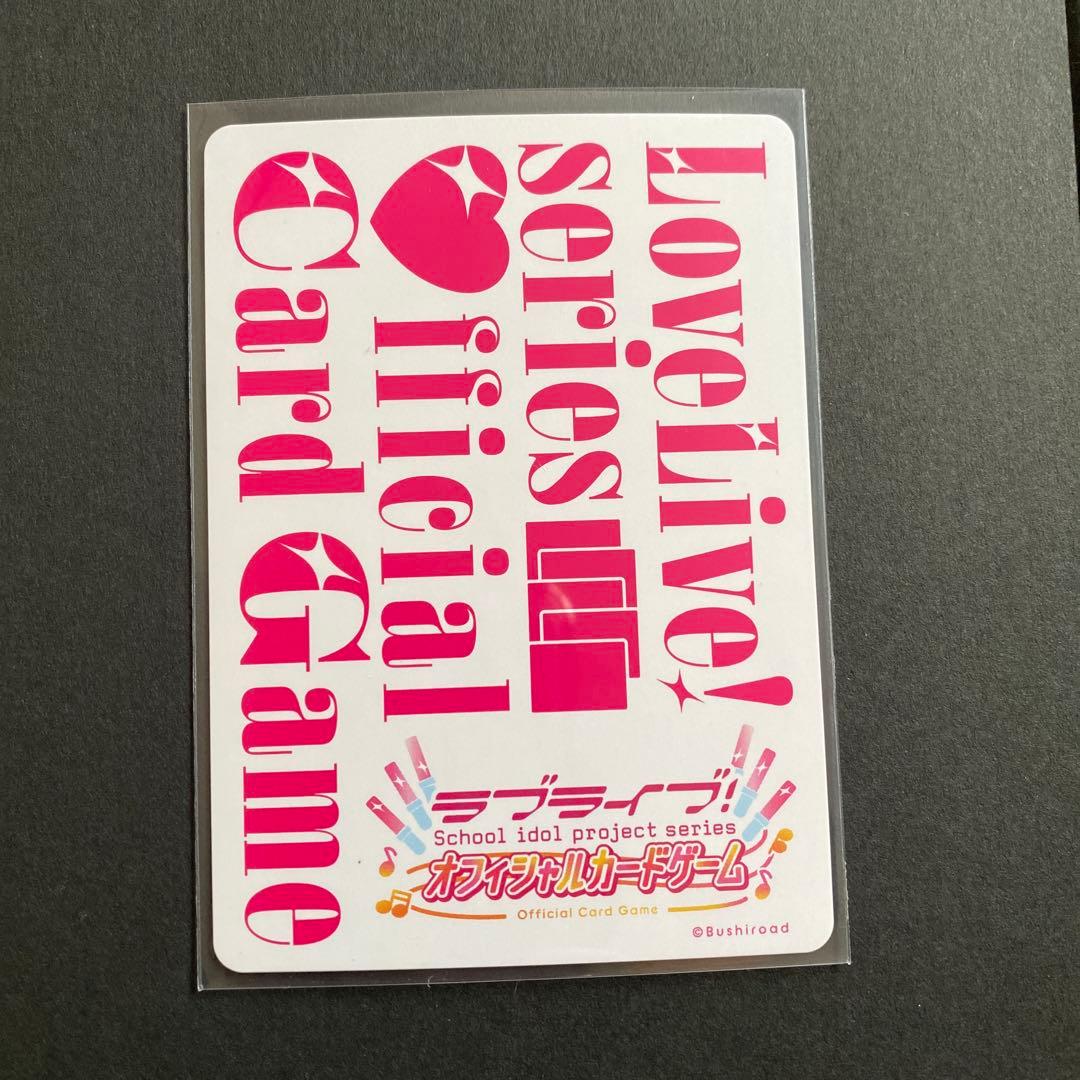 LoveLive!
series
Official
Card Game
ラブライブ!
School idol project series
オフィシャルカードゲーム
Official Card Game
©Bushiroad